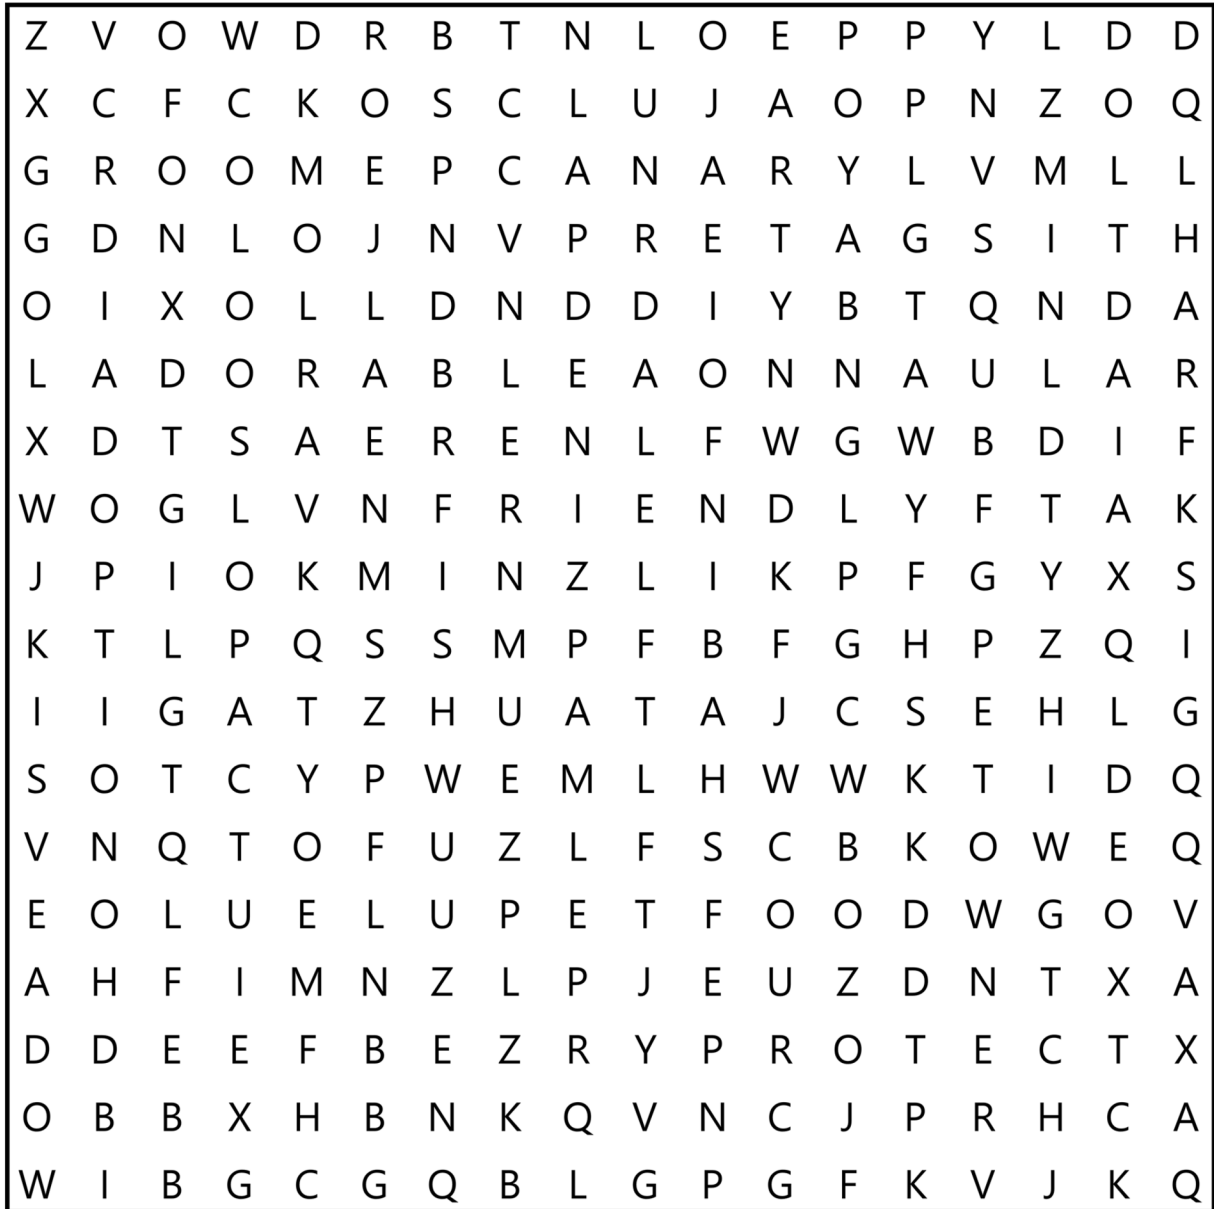 Z V O W D R B T N L O E P P Y L D D
X C F C K O S C L U J A O P N Z O Q
G R O O M E P C A N A R Y L V M L L
G D N L O J N V P R E T A G S I T H
O I X O L L D N D D I Y B T Q N D A
L A D O R A B L E A O N N A U L A R
X D T S A E R E N L F W G W B D I F
W O G L V N F R I E N D L Y F T A K
J P I O K M I N Z L I K P F G Y X S
K T L P Q S S M P F B F G H P Z Q I
I I G A T Z H U A T A J C S E H L G
S O T C Y P W E M L H W W K T I D Q
V N Q T O F U Z L F S C B K O W E Q
E O L U E L U P E T F O O D W G O V
A H F I M N Z L P J E U Z D N T X A
D D E E F B E Z R Y P R O T E C T X
O B B X H B N K Q V N C J P R H C A
W I B G C G Q B L G P G F K V J K Q